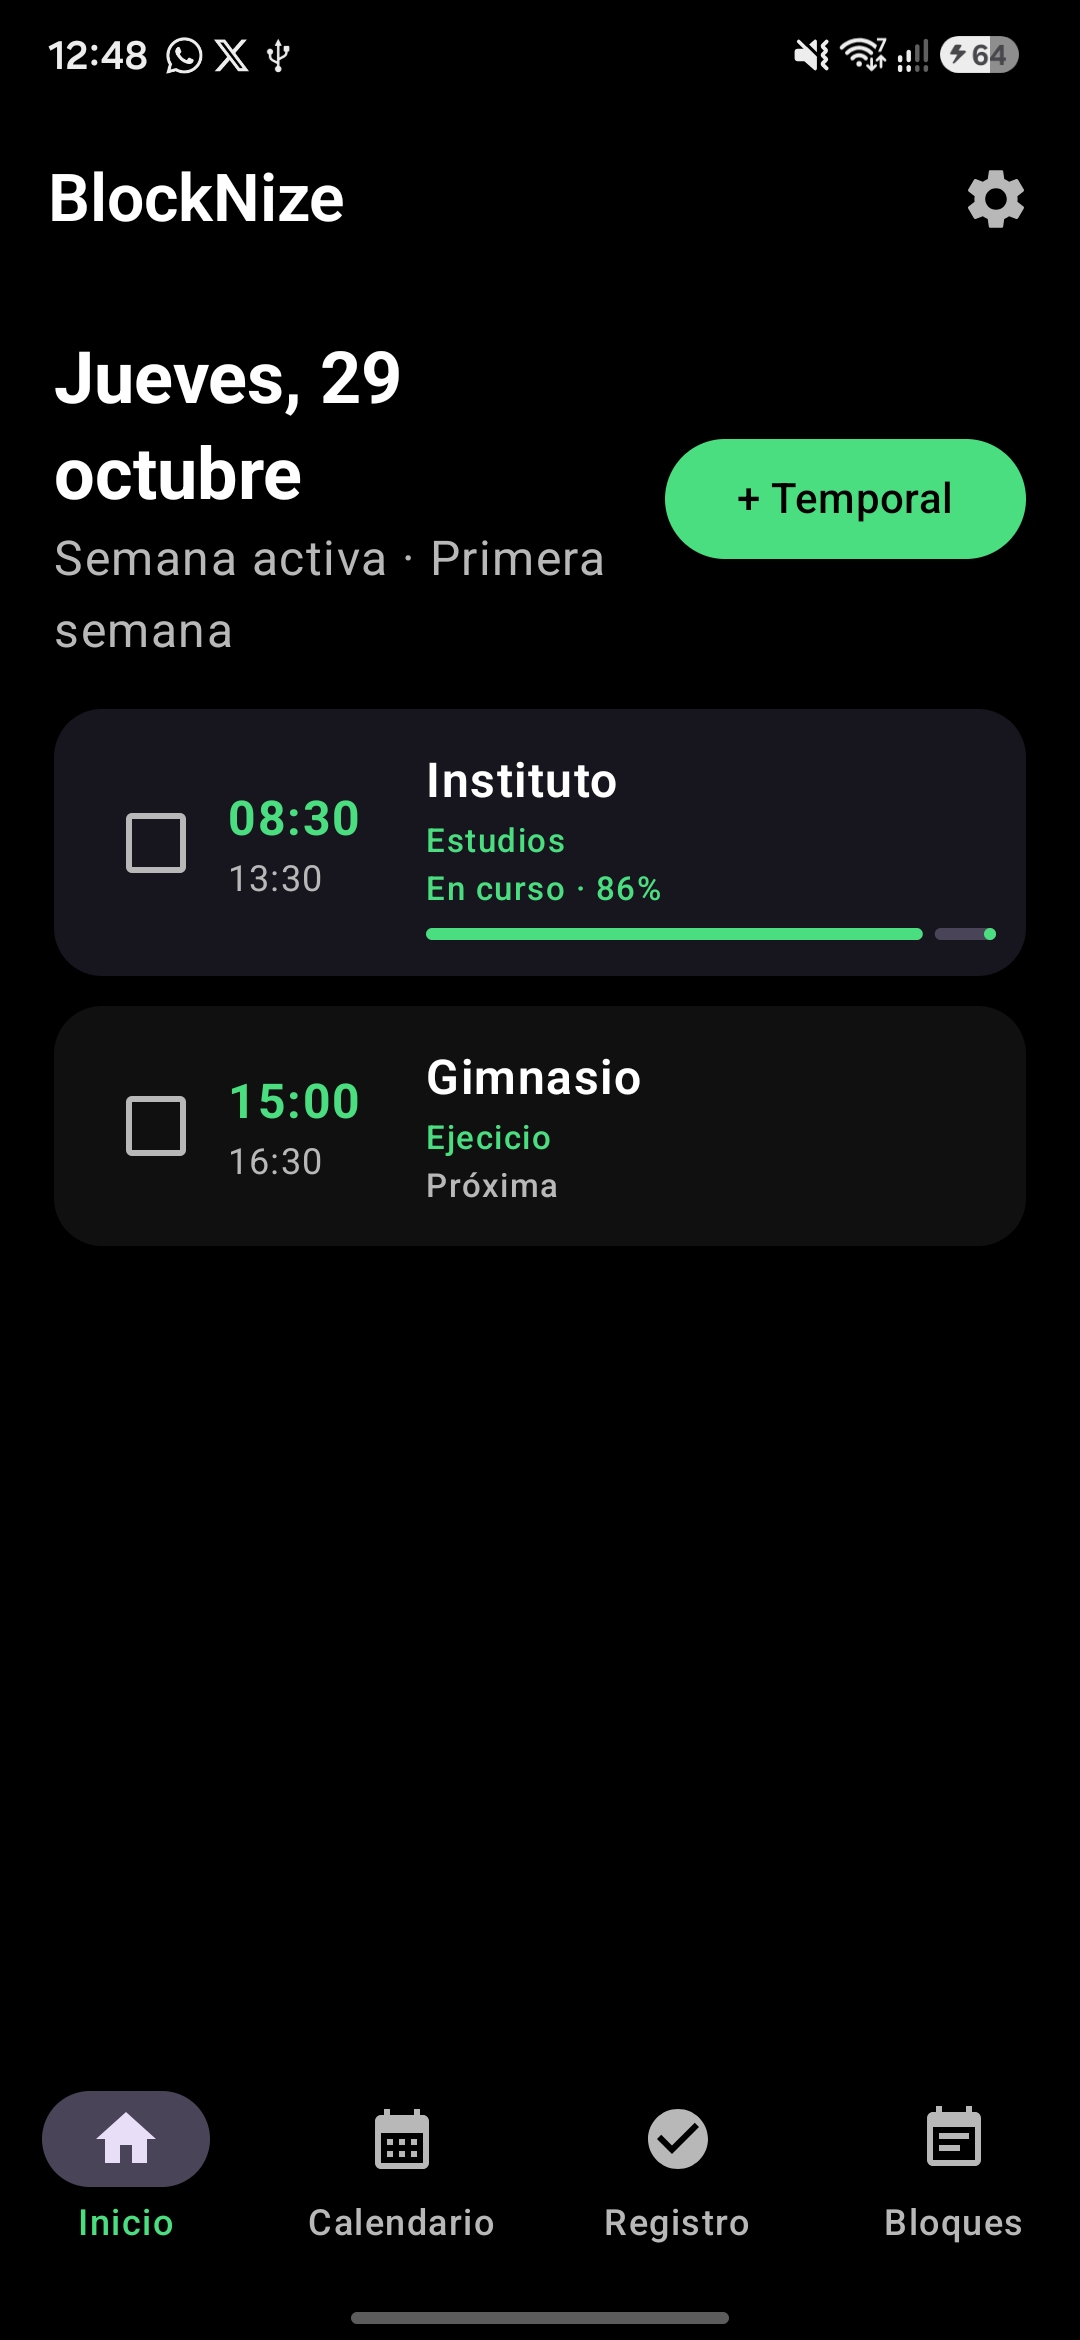 12:48
7
64
BlockNize
Jueves, 29
octubre
+ Temporal
Semana activa · Primera
semana
Instituto
08:30
Estudios
13:30
En curso · 86%
Gimnasio
15:00
Ejecicio
16:30
Próxima
Inicio
Calendario
Registro
Bloques